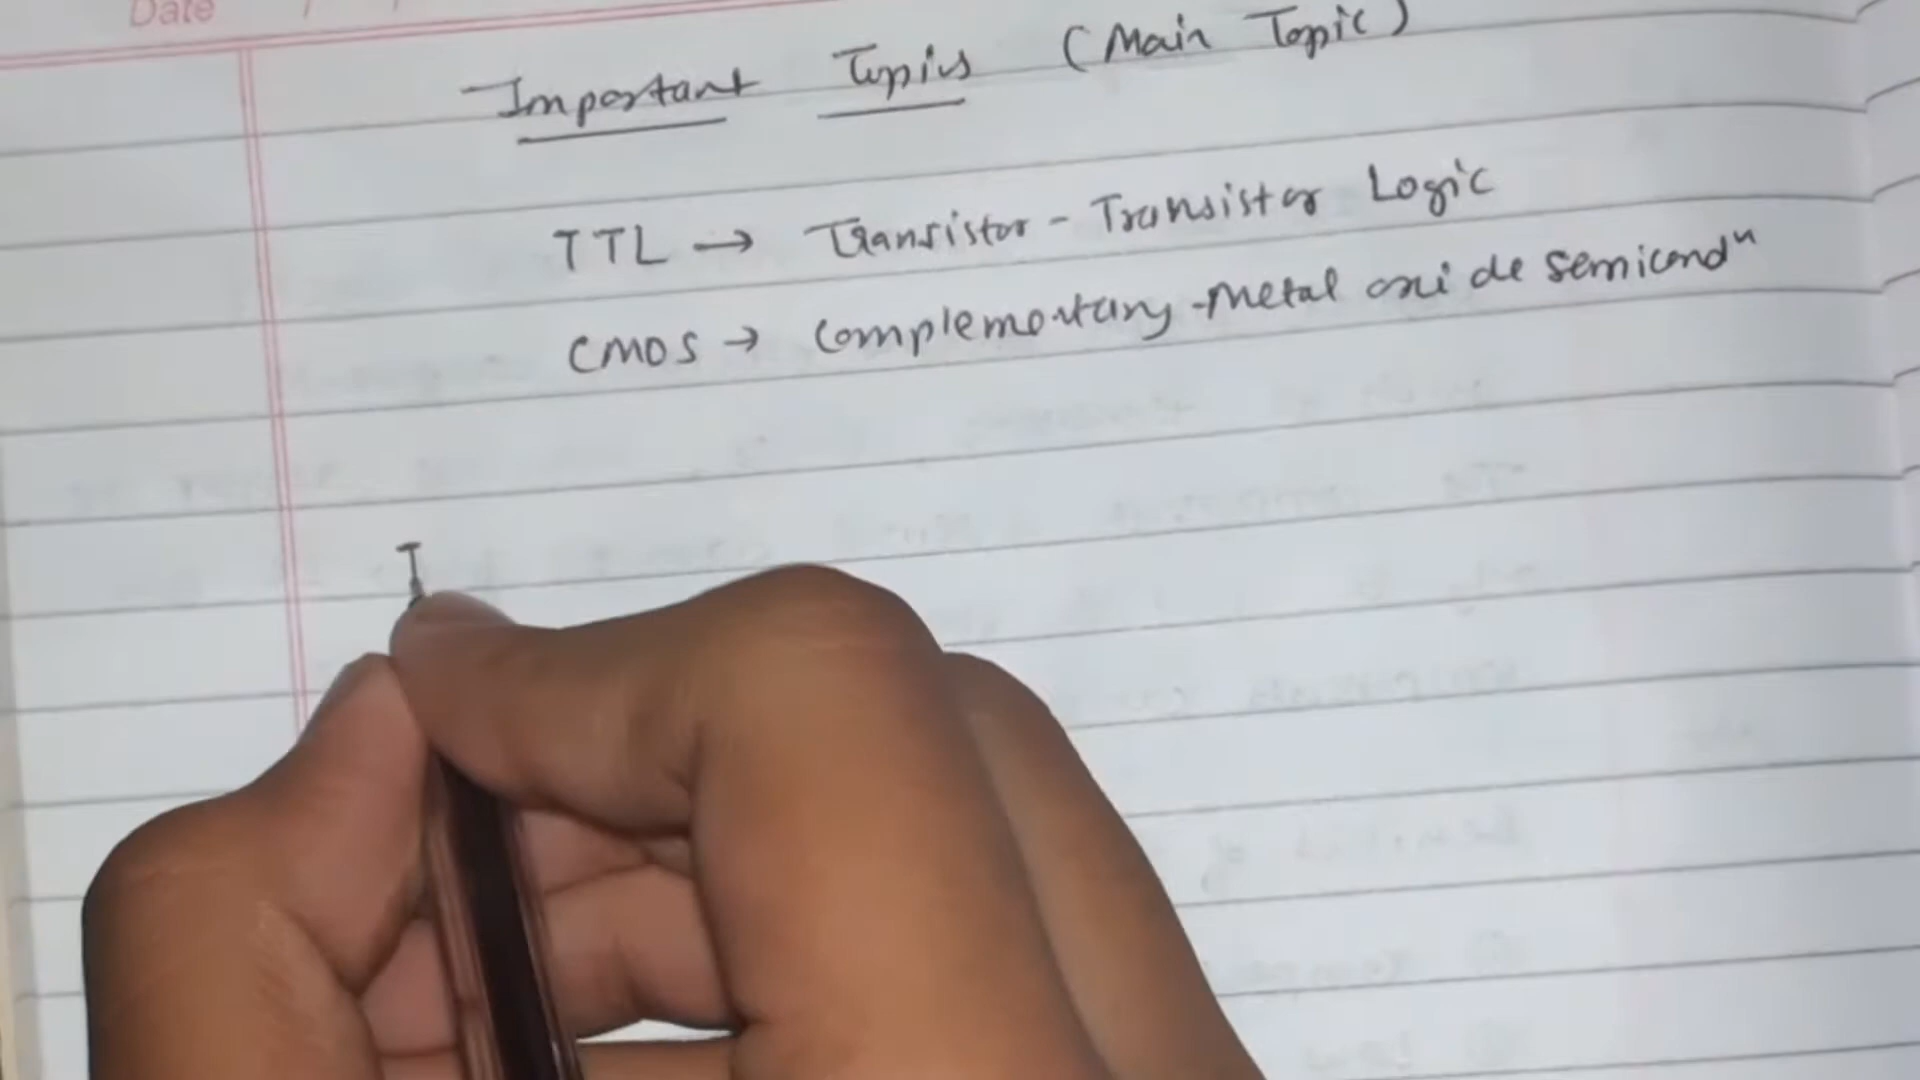 Date / /
Important Topics (Main Topic)
TTL → Transistor - Transistor Logic
CMOS → Complementary - Metal oxide semicondⁿ
T